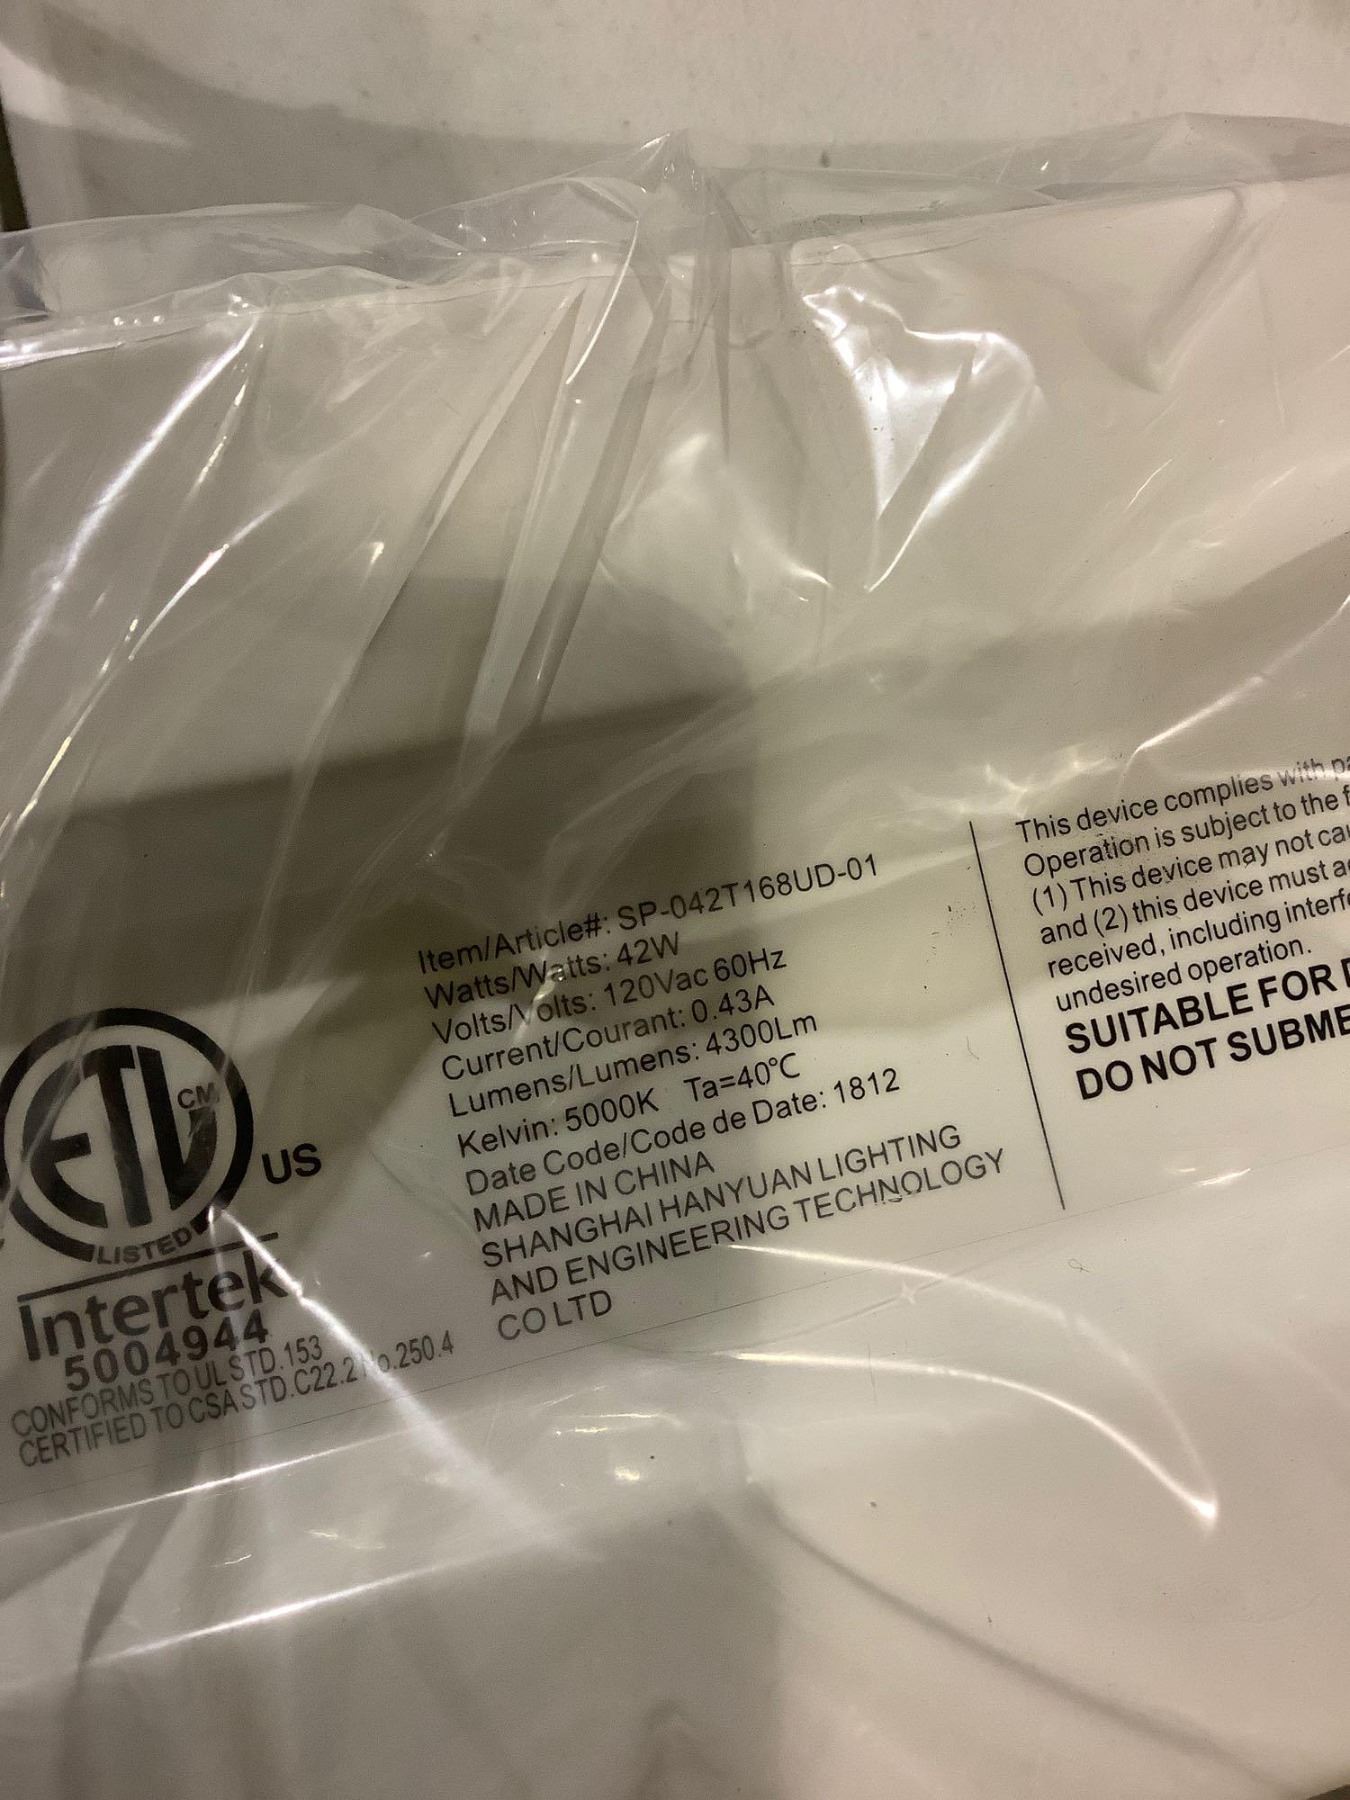 ETL CM
LISTED
US
Intertek
5004944
CONFORMS TO UL STD.153
CERTIFIED TO CSA STD.C22.2 No.250.4
Item/Article#: SP-042T168UD-01
Watts/Watts: 42W
Volts/Volts: 120Vac 60Hz
Current/Courant: 0.43A
Lumens/Lumens: 4300Lm
Kelvin: 5000K Ta=40℃
Date Code/Code de Date: 1812
MADE IN CHINA
SHANGHAI HANYUAN LIGHTING
AND ENGINEERING TECHNOLOGY
CO LTD
This device complies with
Operation is subject to the
(1) This device may not
and (2) this device must
received, including
undesired operation.
SUITABLE FOR
DO NOT